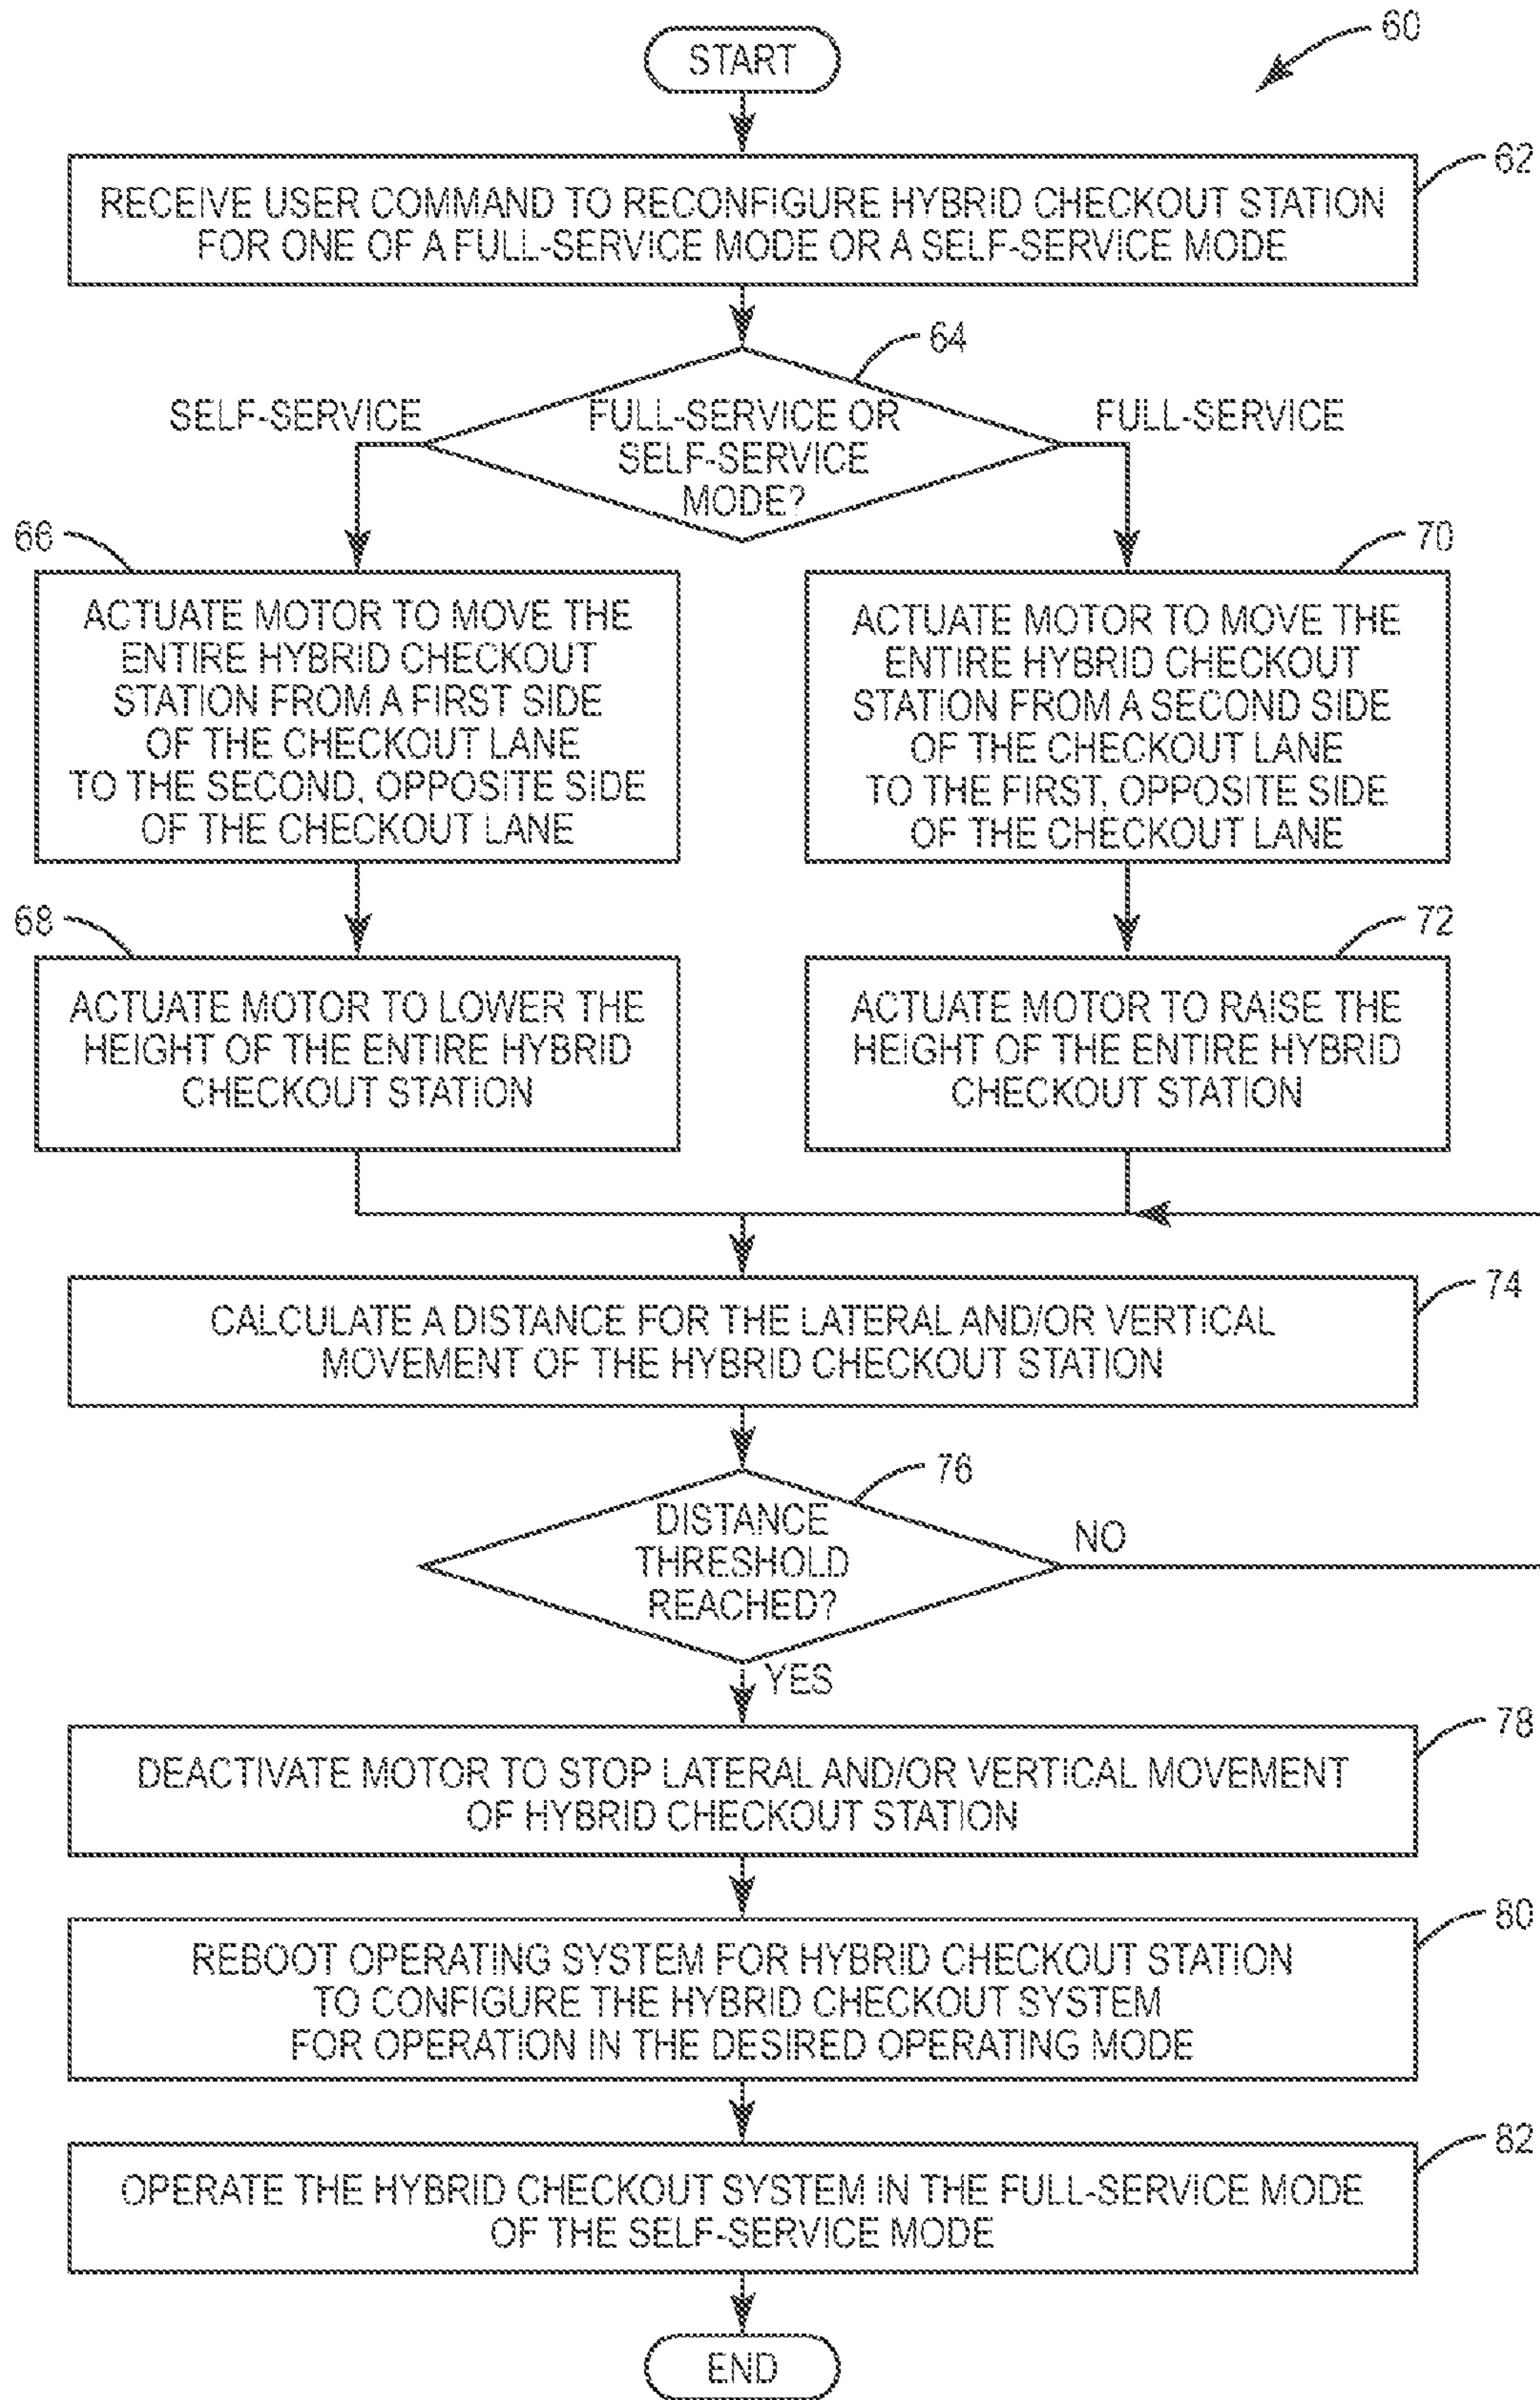 60
START
62
RECEIVE USER COMMAND TO RECONFIGURE HYBRID CHECKOUT STATION
FOR ONE OF A FULL-SERVICE MODE OR A SELF-SERVICE MODE
64
SELF-SERVICE
FULL-SERVICE OR
SELF-SERVICE
MODE?
FULL-SERVICE
66
ACTUATE MOTOR TO MOVE THE
ENTIRE HYBRID CHECKOUT
STATION FROM A FIRST SIDE
OF THE CHECKOUT LANE
TO THE SECOND, OPPOSITE SIDE
OF THE CHECKOUT LANE
70
ACTUATE MOTOR TO MOVE THE
ENTIRE HYBRID CHECKOUT
STATION FROM A SECOND SIDE
OF THE CHECKOUT LANE
TO THE FIRST, OPPOSITE SIDE
OF THE CHECKOUT LANE
68
ACTUATE MOTOR TO LOWER THE
HEIGHT OF THE ENTIRE HYBRID
CHECKOUT STATION
72
ACTUATE MOTOR TO RAISE THE
HEIGHT OF THE ENTIRE HYBRID
CHECKOUT STATION
74
CALCULATE A DISTANCE FOR THE LATERAL AND/OR VERTICAL
MOVEMENT OF THE HYBRID CHECKOUT STATION
76
DISTANCE
THRESHOLD
REACHED?
NO
YES
78
DEACTIVATE MOTOR TO STOP LATERAL AND/OR VERTICAL MOVEMENT
OF HYBRID CHECKOUT STATION
80
REBOOT OPERATING SYSTEM FOR HYBRID CHECKOUT STATION
TO CONFIGURE THE HYBRID CHECKOUT SYSTEM
FOR OPERATION IN THE DESIRED OPERATING MODE
82
OPERATE THE HYBRID CHECKOUT SYSTEM IN THE FULL-SERVICE MODE
OF THE SELF-SERVICE MODE
END